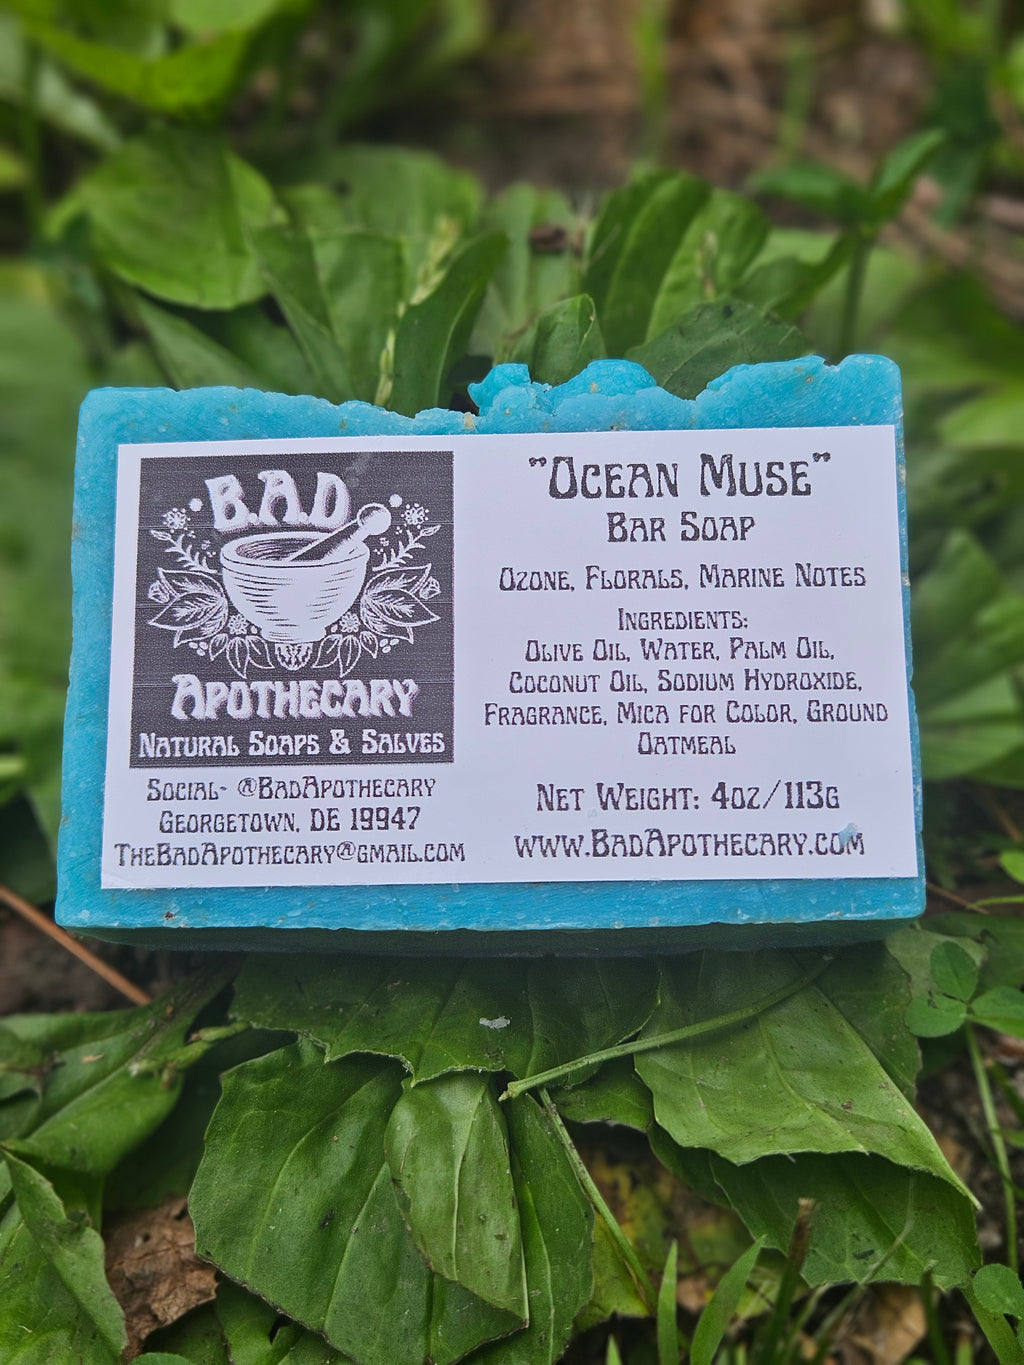 B.A.D
Apothecary
Natural Soaps & Salves
Social- @BadApothecary
Georgetown, DE 19947
TheBadApothecary@gmail.com
"Ocean Muse"
Bar Soap
Ozone, Florals, Marine Notes
Ingredients:
Olive Oil, Water, Palm Oil,
Coconut Oil, Sodium Hydroxide,
Fragrance, Mica for Color, Ground
Oatmeal
Net Weight: 4oz/113g
www.BadApothecary.com